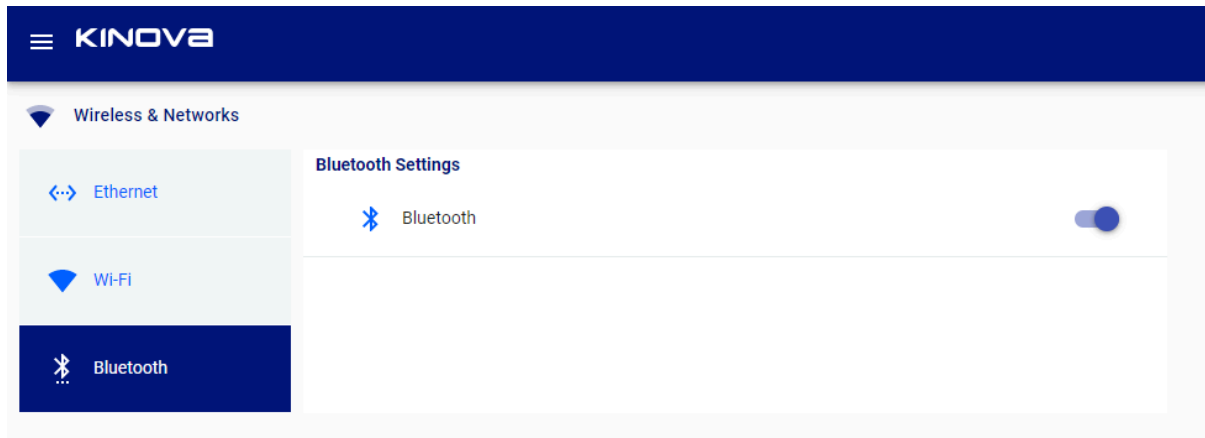 KINOVA
Wireless & Networks
Ethernet
Wi-Fi
Bluetooth
Bluetooth Settings
Bluetooth